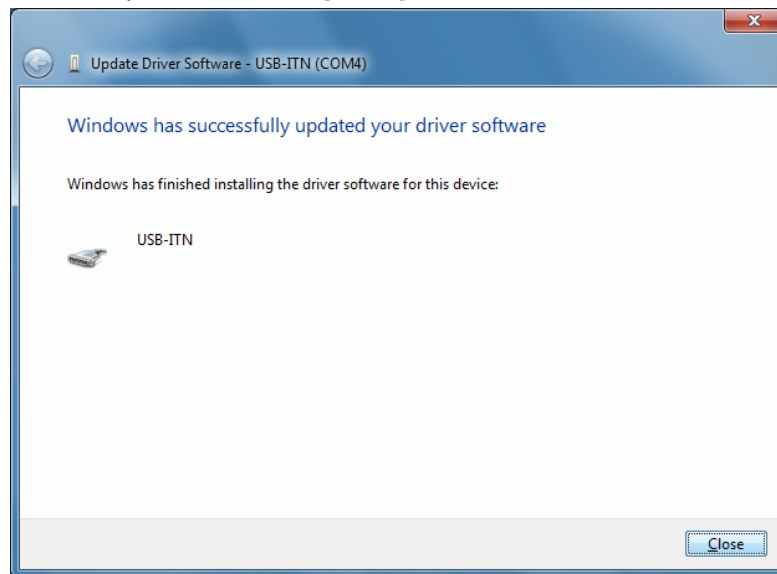 Update Driver Software - USB-ITN (COM4)
Windows has successfully updated your driver software
Windows has finished installing the driver software for this device:
USB-ITN
Close